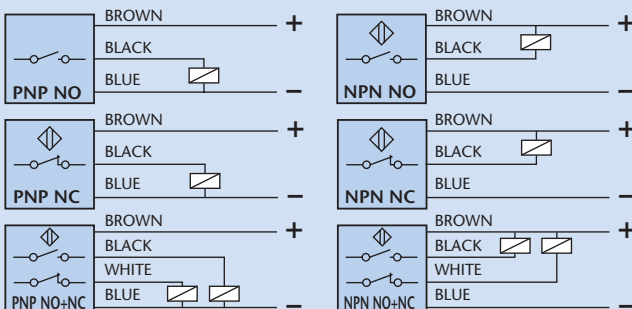 BROWN
+
BLACK
BLUE
PNP NO
−
BROWN
+
BLACK
BLUE
NPN NO
−
BROWN
+
BLACK
BLUE
PNP NC
−
BROWN
+
BLACK
BLUE
NPN NC
−
BROWN
+
BLACK
WHITE
BLUE
PNP NO+NC
−
BROWN
+
BLACK
WHITE
BLUE
NPN NO+NC
−